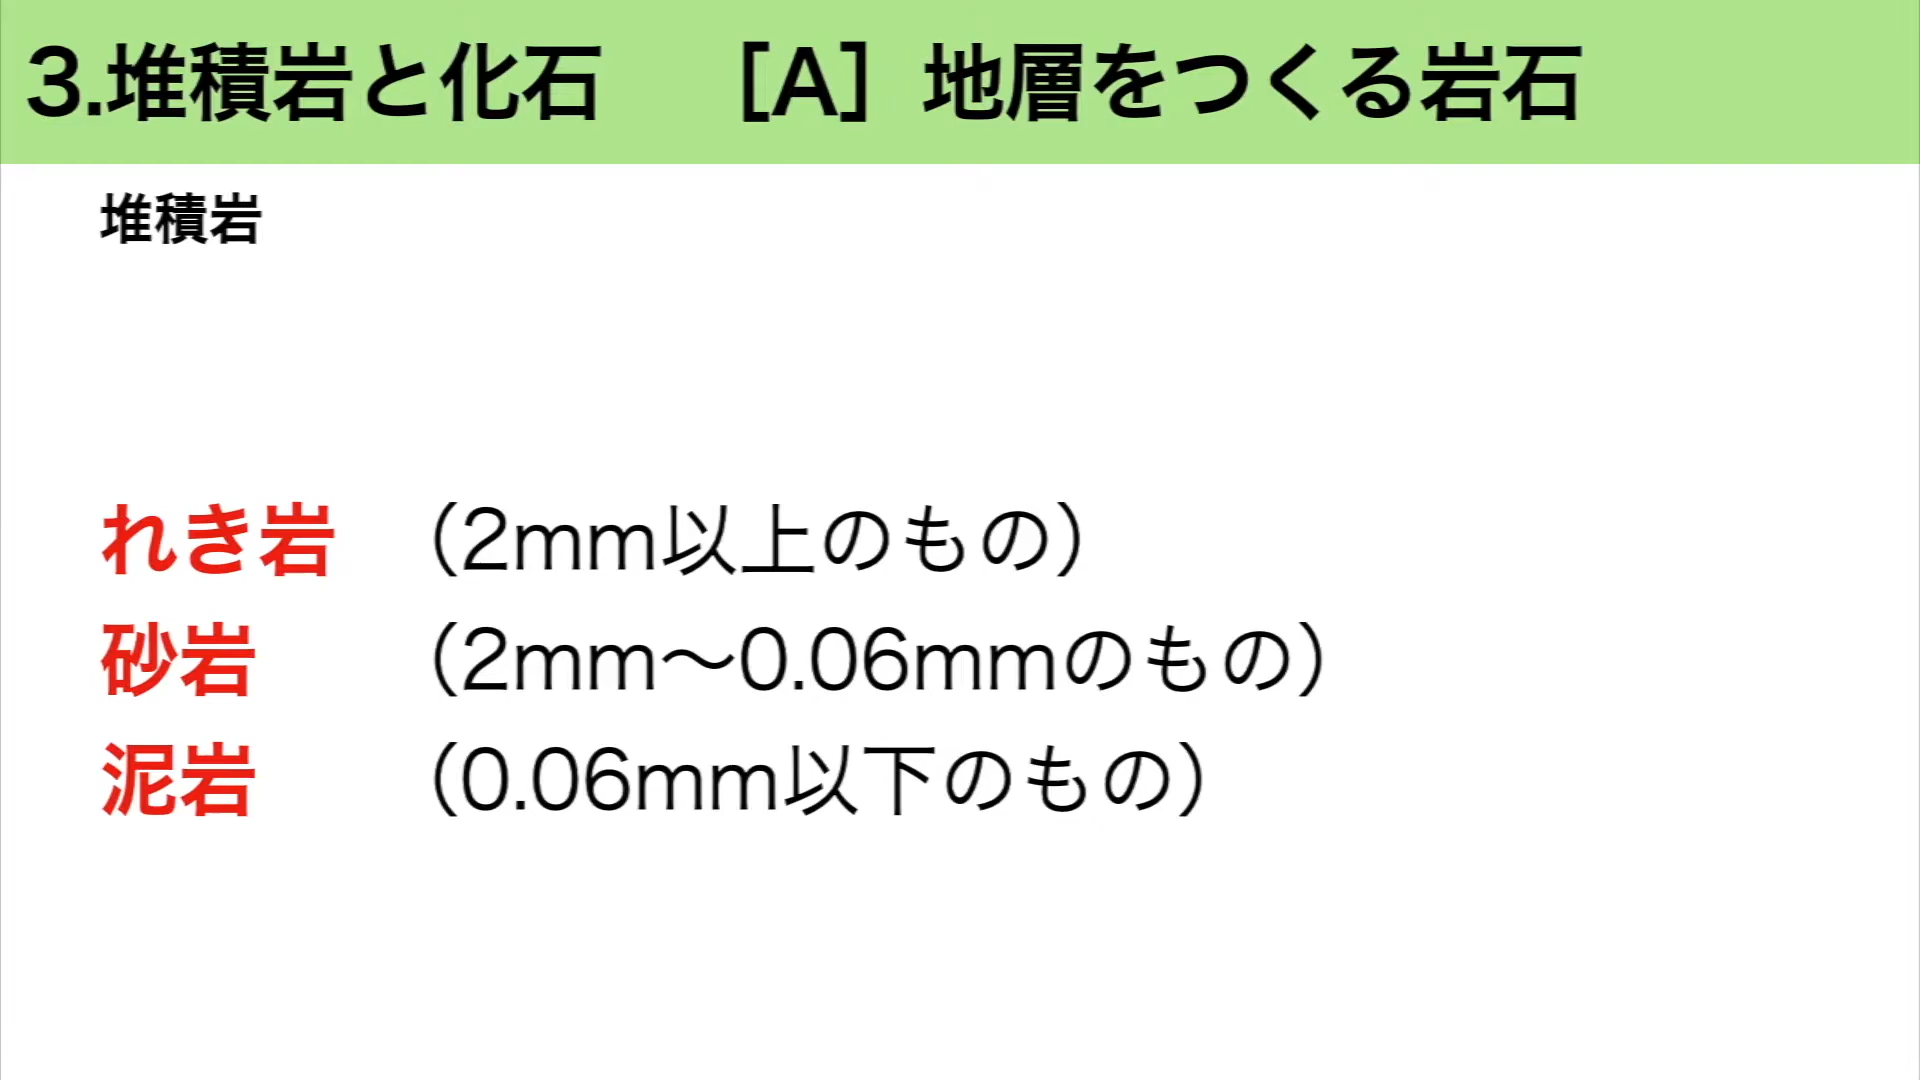 3.堆積岩と化石　［A］地層をつくる岩石
堆積岩
れき岩　（2mm以上のもの）
砂岩　（2mm〜0.06mmのもの）
泥岩　（0.06mm以下のもの）